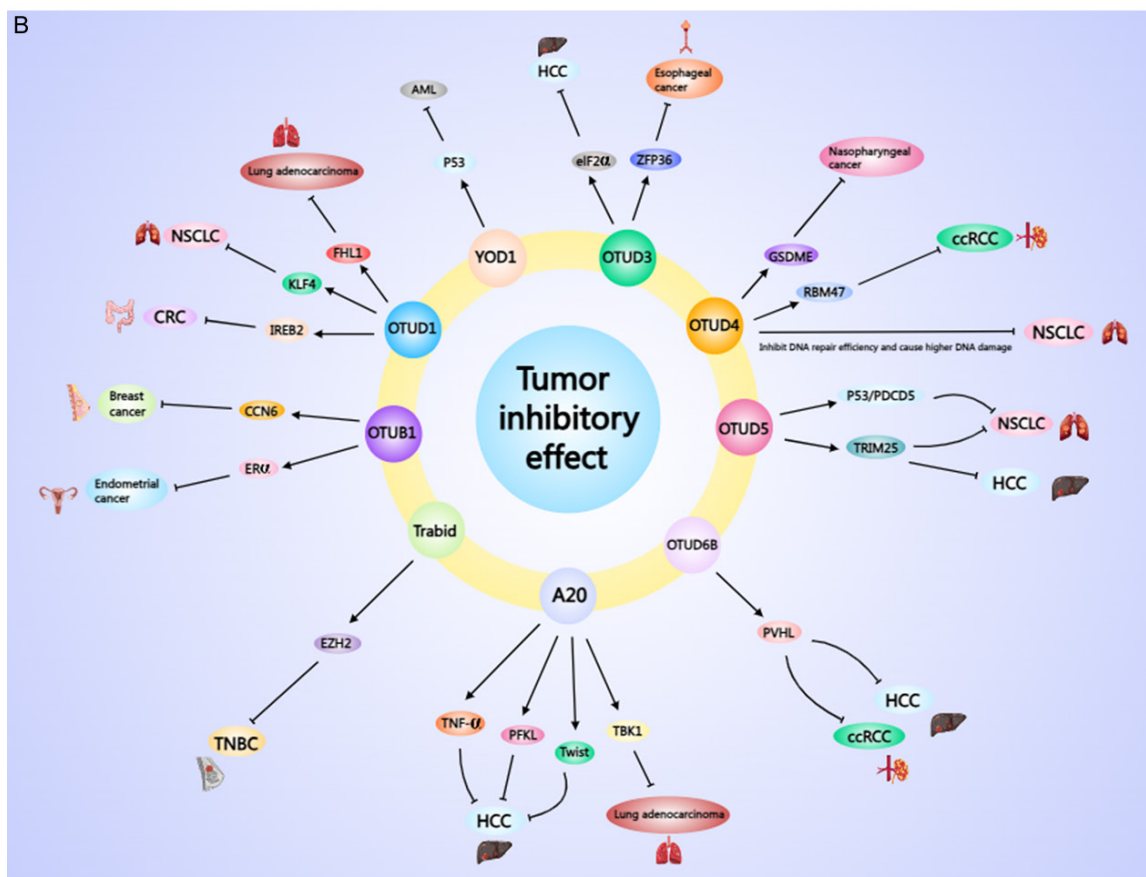 B
HCC
Esophageal
cancer
AML
P53
eIF2α
ZFP36
Lung adenocarcinoma
Nasopharyngeal
cancer
NSCLC
FHL1
YOD1
OTUD3
GSDME
ccRCC
KLF4
RBM47
CRC
IREB2
OTUD1
OTUD4
NSCLC
Inhibit DNA repair efficiency and cause higher DNA damage
Tumor
inhibitory
effect
Breast
cancer
CCN6
OTUB1
OTUD5
P53/PDCD5
NSCLC
TRIM25
ERα
Endometrial
cancer
HCC
Trabid
OTUD6B
A20
EZH2
PVHL
TNF-α
PFKL
Twist
TBK1
HCC
ccRCC
TNBC
HCC
Lung adenocarcinoma